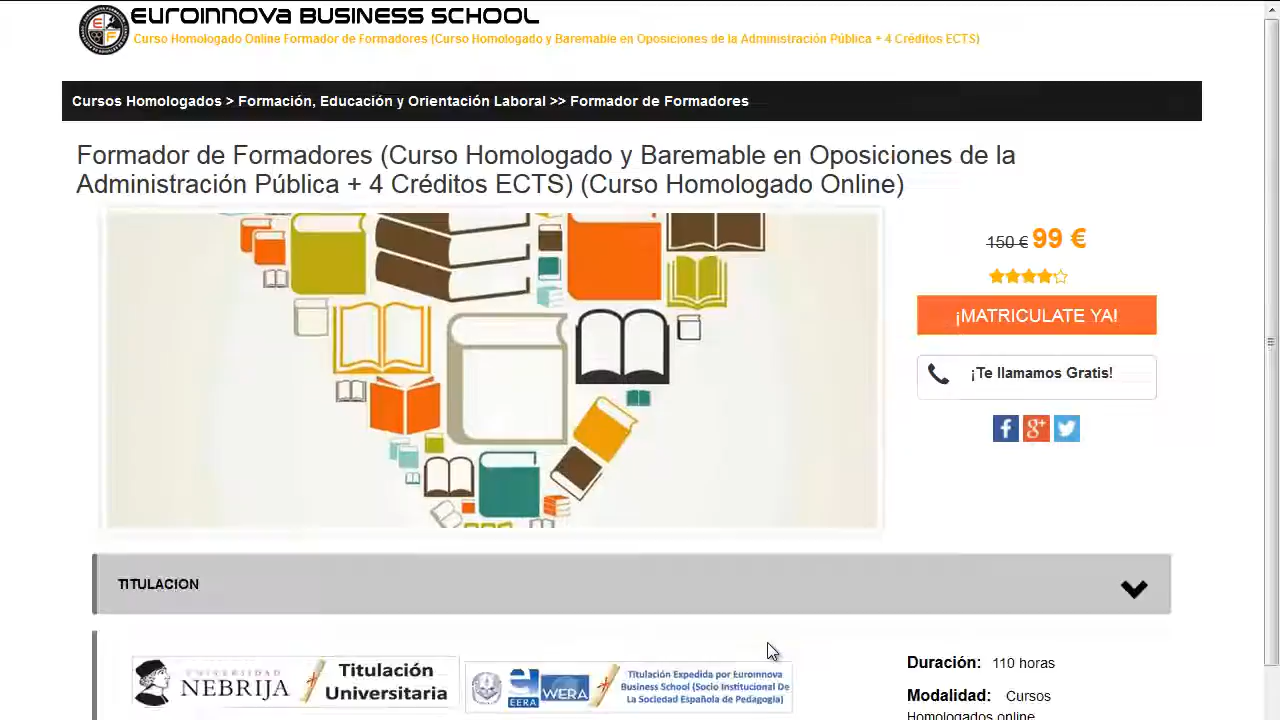 EUROINNOVA BUSINESS SCHOOL
Curso Homologado Online Formador de Formadores (Curso Homologado y Baremable en Oposiciones de la Administración Pública + 4 Créditos ECTS)
Cursos Homologados > Formación, Educación y Orientación Laboral >> Formador de Formadores
Formador de Formadores (Curso Homologado y Baremable en Oposiciones de la
Administración Pública + 4 Créditos ECTS) (Curso Homologado Online)
150 € 99 €
¡MATRICULATE YA!
¡Te llamamos Gratis!
TITULACION
UNIVERSIDAD
NEBRIJA
Titulación
Universitaria
EERA
WERA
Titulación Expedida por Euroinnova
Business School (Socio Institucional De
La Sociedad Española de Pedagogía)
Duración: 110 horas
Modalidad: Cursos
Homologados online